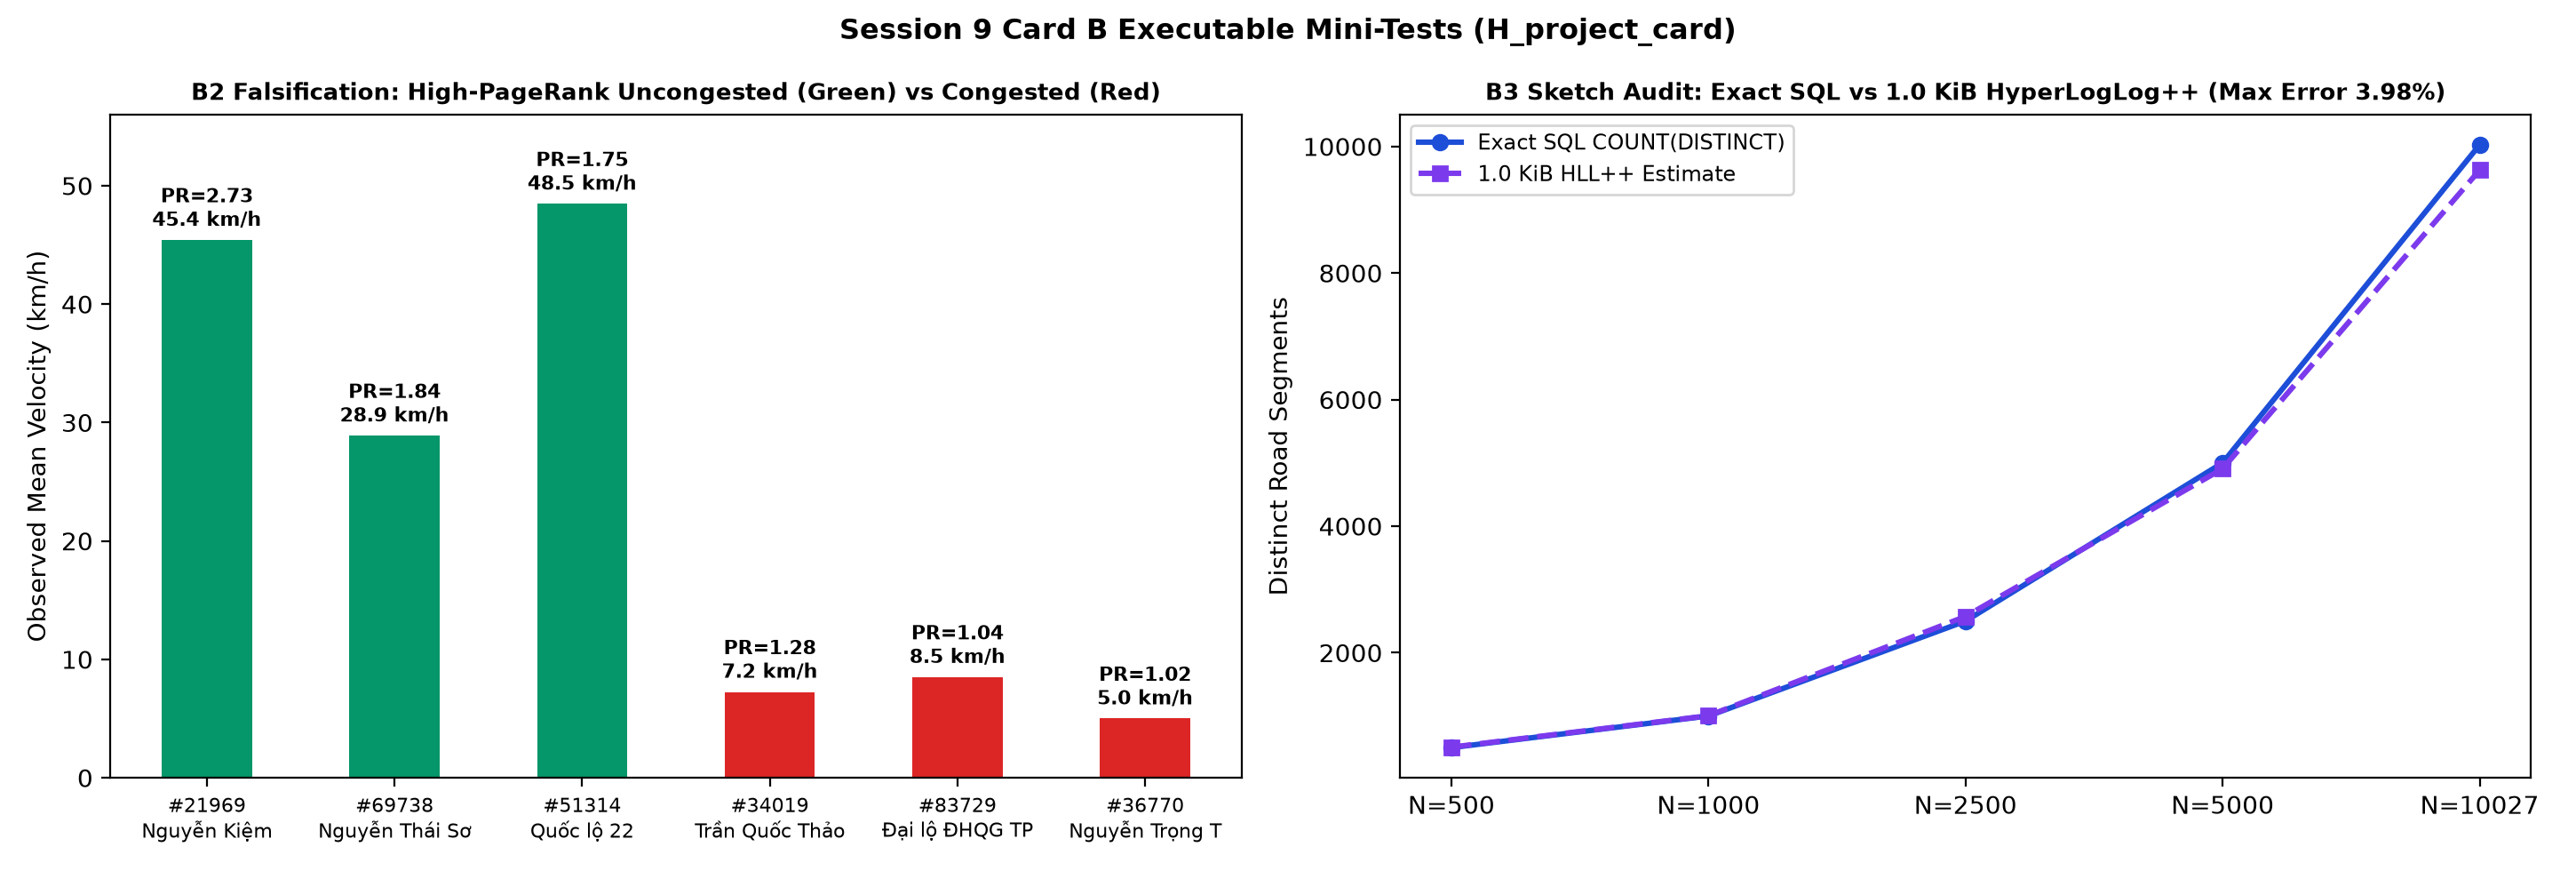 Session 9 Card B Executable Mini-Tests (H_project_card)
B2 Falsification: High-PageRank Uncongested (Green) vs Congested (Red)
Observed Mean Velocity (km/h)
50
40
30
20
10
0
PR=2.73
45.4 km/h
PR=1.84
28.9 km/h
PR=1.75
48.5 km/h
PR=1.28
7.2 km/h
PR=1.04
8.5 km/h
PR=1.02
5.0 km/h
#21969
Nguyễn Kiệm
#69738
Nguyễn Thái Sơ
#51314
Quốc lộ 22
#34019
Trần Quốc Thảo
#83729
Đại lộ ĐHQG TP
#36770
Nguyễn Trọng T
B3 Sketch Audit: Exact SQL vs 1.0 KiB HyperLogLog++ (Max Error 3.98%)
Exact SQL COUNT(DISTINCT)
1.0 KiB HLL++ Estimate
Distinct Road Segments
10000
8000
6000
4000
2000
N=500
N=1000
N=2500
N=5000
N=10027